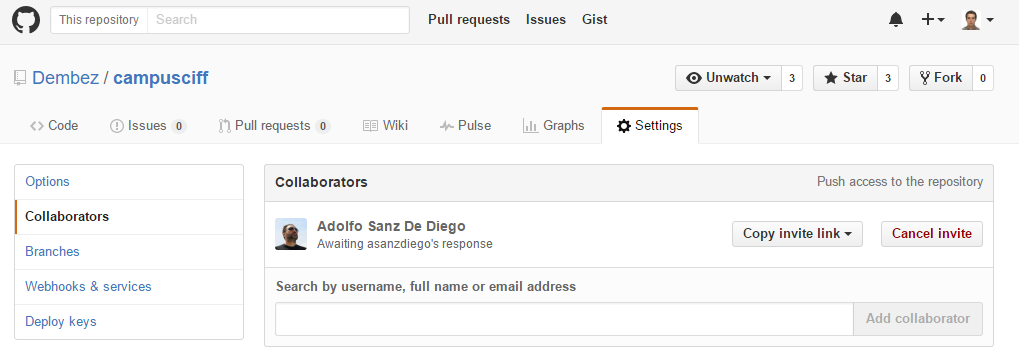 This repository Search Pull requests Issues Gist
Dembez / campusciff Unwatch 3 Star 3 Fork 0
Code Issues 0 Pull requests 0 Wiki Pulse Graphs Settings
Options
Collaborators
Branches
Webhooks & services
Deploy keys
Collaborators Push access to the repository
Adolfo Sanz De Diego
Awaiting asanzdiego's response
Copy invite link Cancel invite
Search by username, full name or email address
Add collaborator